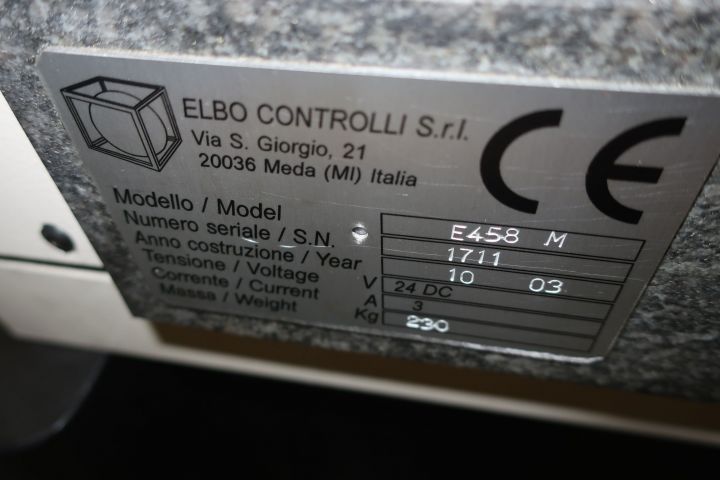 ELBO CONTROLLI S.r.l.
Via S. Giorgio, 21
20036 Meda (MI) Italia
CE
Modello / Model E458 M
Numero seriale / S.N. 1711
Anno costruzione / Year 10 03
Tensione / Voltage V 24 DC
Corrente / Current A 3
Massa / Weight Kg 230